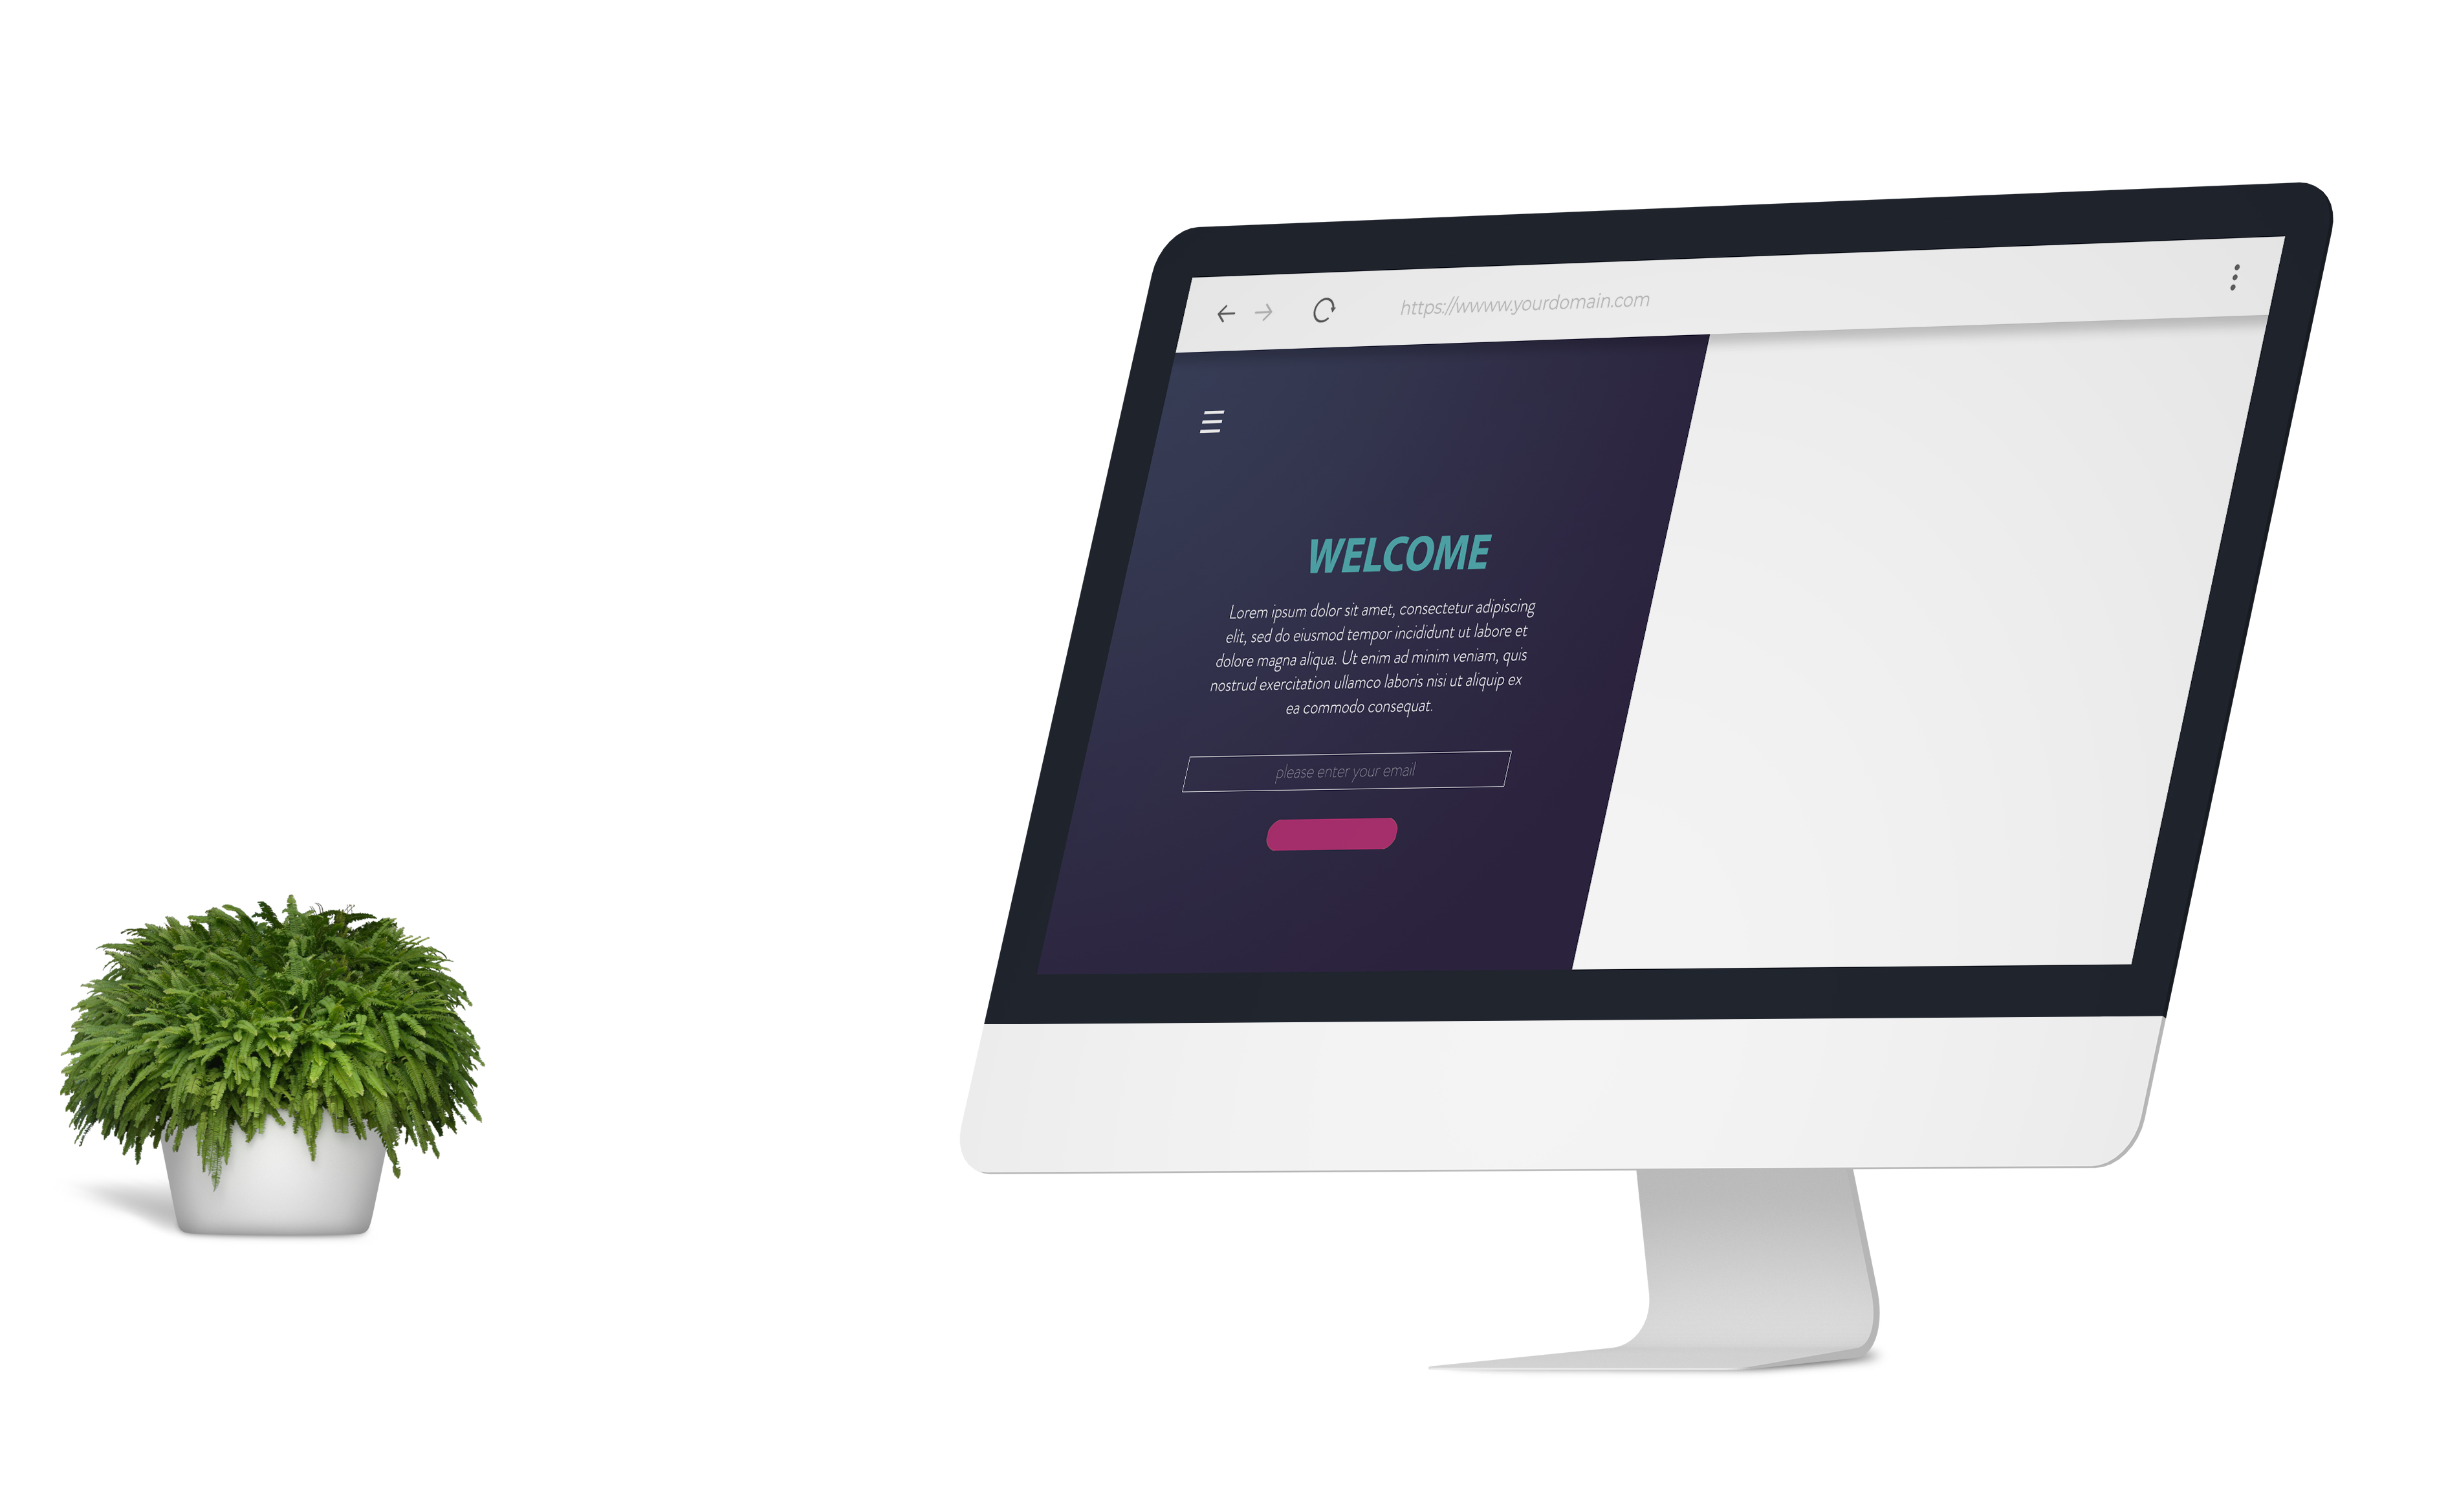 https://wwww.yourdomain.com
WELCOME
Lorem ipsum dolor sit amet, consectetur adipiscing
elit, sed do eiusmod tempor incididunt ut labore et
dolore magna aliqua. Ut enim ad minim veniam, quis
nostrud exercitation ullamco laboris nisi ut aliquip ex
ea commodo consequat.
please enter your email